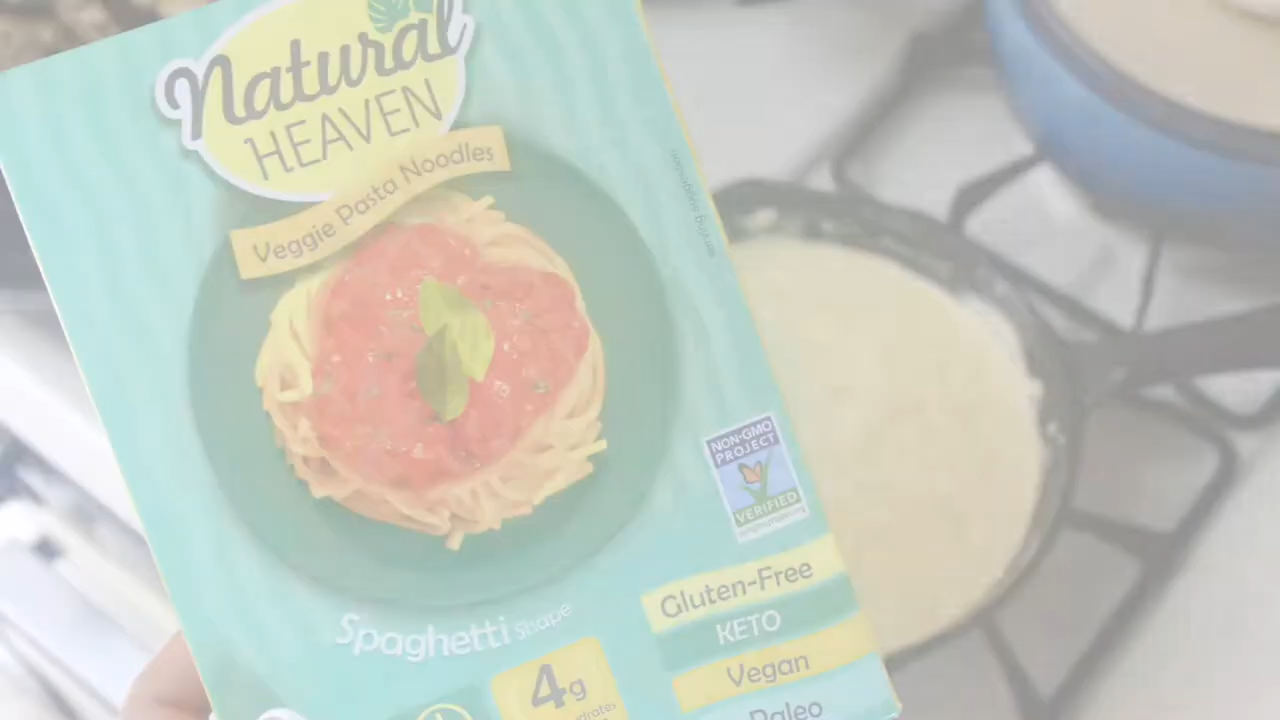 Natural
HEAVEN
Veggie Pasta Noodles
NON-GMO
PROJECT
VERIFIED
Gluten-Free
KETO
Vegan
Paleo
Spaghetti Shape
4g